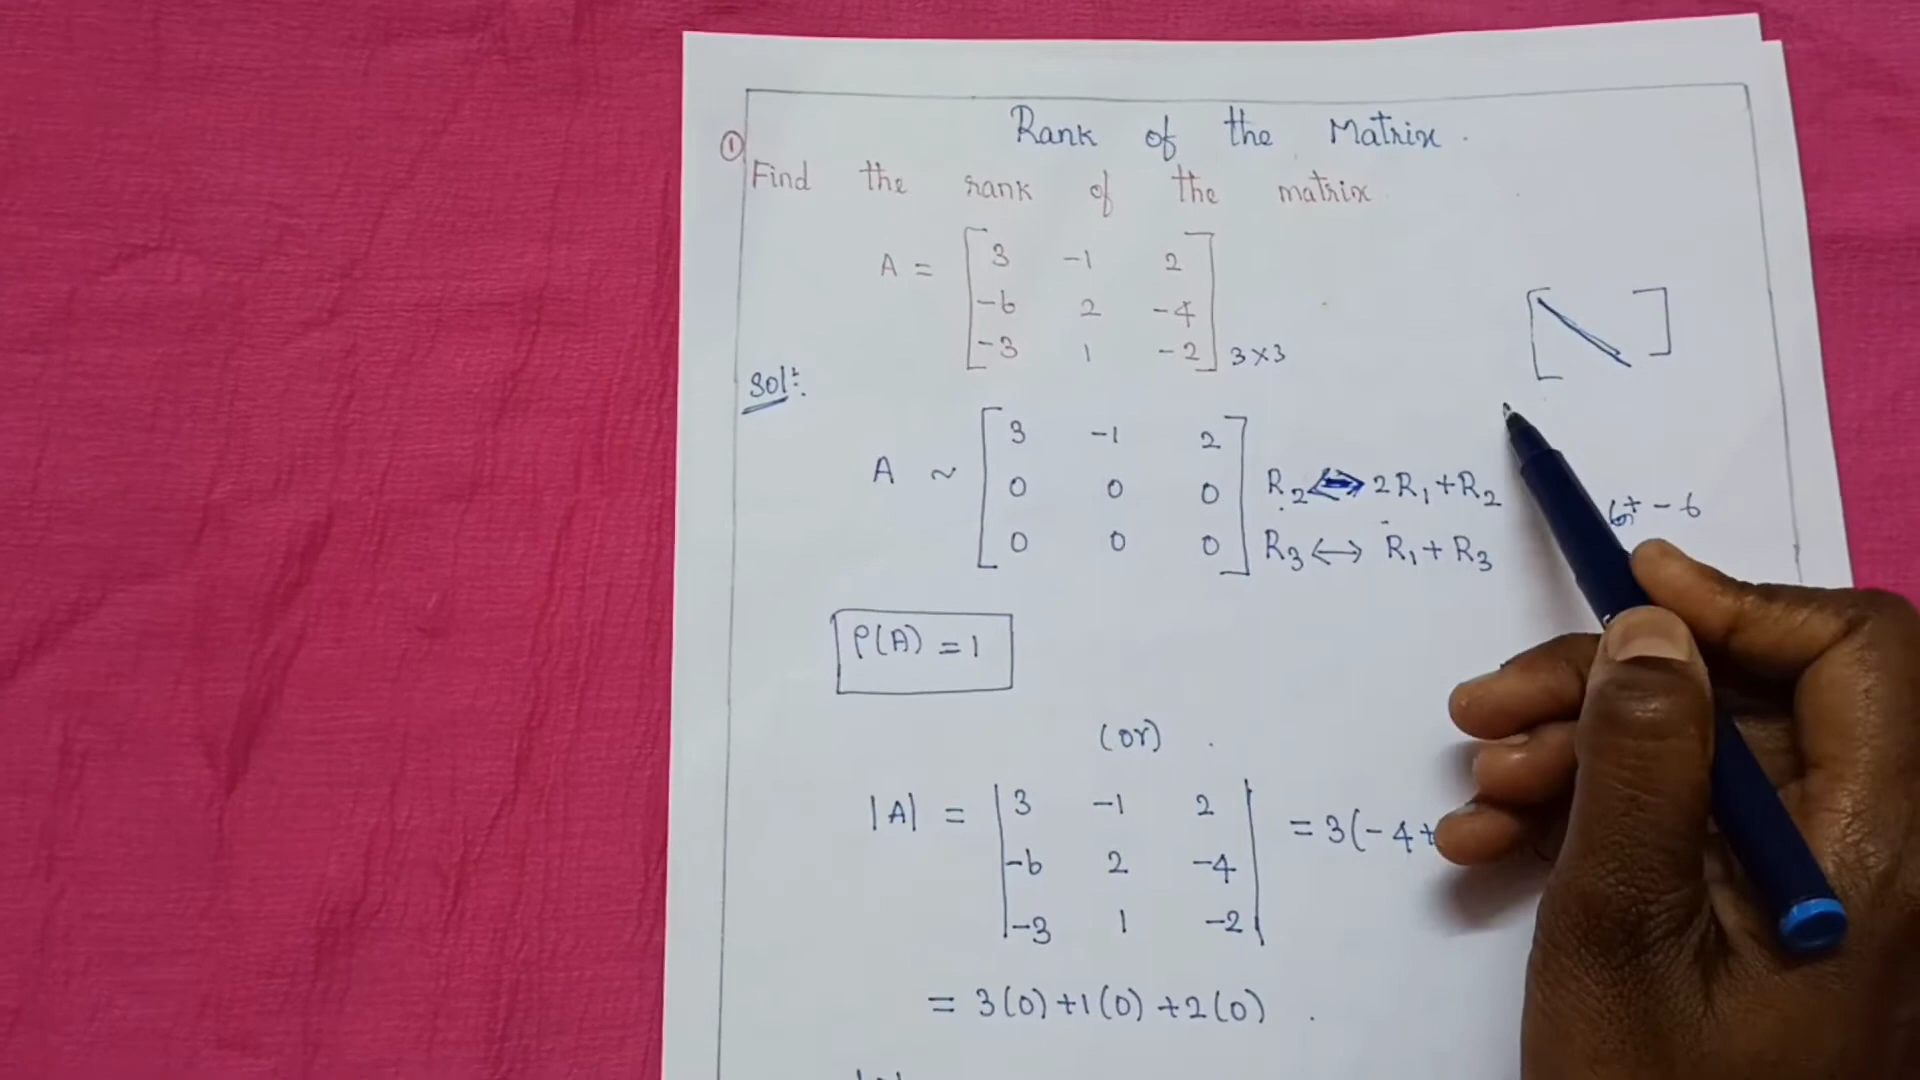 Rank of the Matrix.
①
Find the rank of the matrix
A = [ 3 -1 2
-6 2 -4
-3 1 -2 ] 3×3
Sol:
A ~ [ 3 -1 2
0 0 0 ] R₂ ⟺ 2R₁+R₂
0 0 0 ] R₃ ⟷ R₁+R₃
6+-6
ρ(A) = 1
(or) .
|A| = | 3 -1 2 | = 3(-4+
-6 2 -4
-3 1 -2
= 3(0)+1(0)+2(0) .